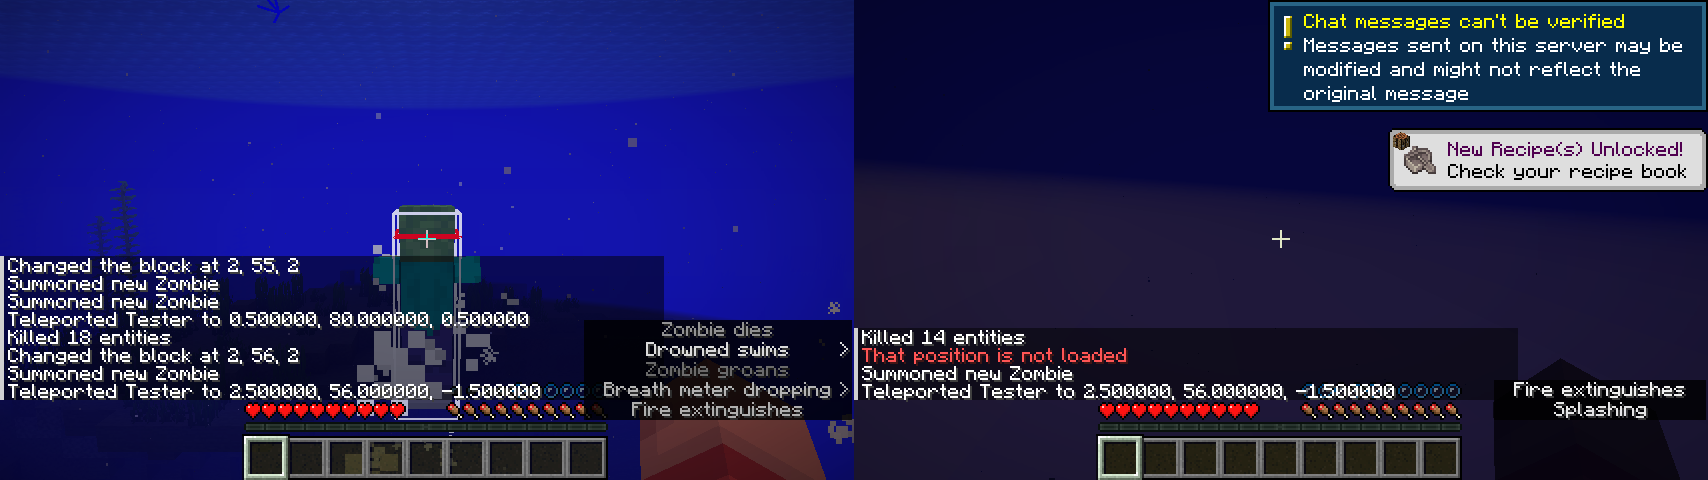 Changed the block at 2, 55, 2
Summoned new Zombie
Summoned new Zombie
Teleported Tester to 0.500000, 80.000000, 0.500000
Killed 18 entities
Changed the block at 2, 56, 2
Summoned new Zombie
Teleported Tester to 2.500000, 56.000000, -1.500000
Zombie dies
Drowned swims >
Zombie groans
Breath meter dropping >
Fire extinguishes
Chat messages can't be verified
Messages sent on this server may be
modified and might not reflect the
original message
New Recipe(s) Unlocked!
Check your recipe book
Killed 14 entities
That position is not loaded
Summoned new Zombie
Teleported Tester to 2.500000, 56.000000, -1.500000
Fire extinguishes
Splashing